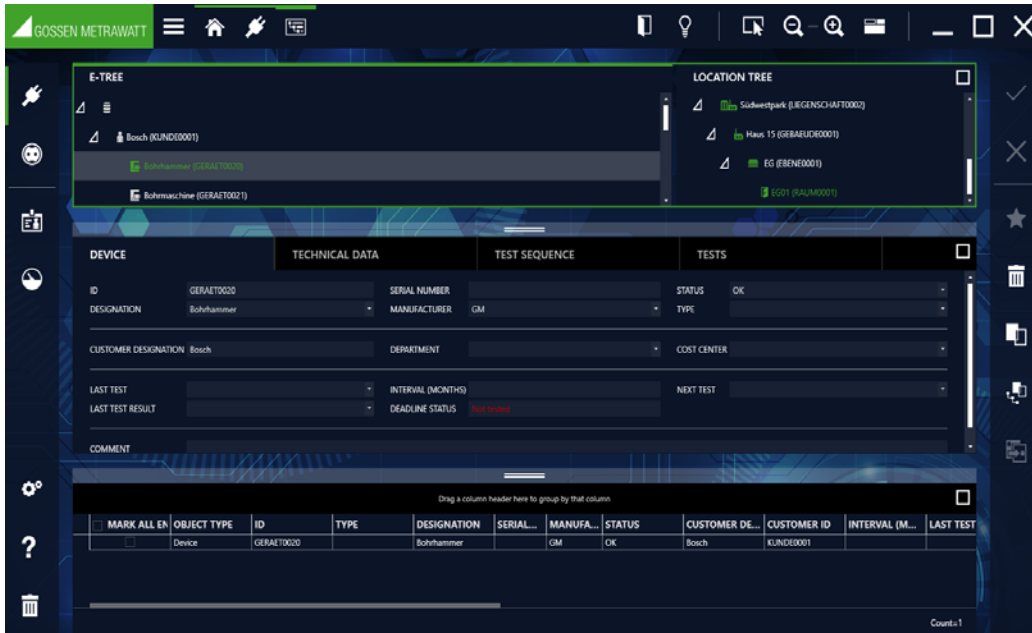 GOSSEN METRAWATT
E-TREE
Bosch (KUNDE0001)
Bohrhammer (GERAET0020)
Bohrmaschine (GERAET0021)
LOCATION TREE
Südwestpark (LIEGENSCHAFT0002)
Haus 15 (GEBAEUDE0001)
EG (EBENE0001)
EG01 (RAUM0001)
DEVICE TECHNICAL DATA TEST SEQUENCE TESTS
ID GERAET0020 SERIAL NUMBER STATUS OK
DESIGNATION Bohrhammer MANUFACTURER GM TYPE
CUSTOMER DESIGNATION Bosch DEPARTMENT COST CENTER
LAST TEST INTERVAL (MONTHS) NEXT TEST
LAST TEST RESULT DEADLINE STATUS Not tested
COMMENT
Drag a column header here to group by that column
MARK ALL EN OBJECT TYPE ID TYPE DESIGNATION SERIAL... MANUFA... STATUS CUSTOMER DE... CUSTOMER ID INTERVAL (M... LAST TEST
Device GERAET0020 Bohrhammer GM OK Bosch KUNDE0001
Count=1